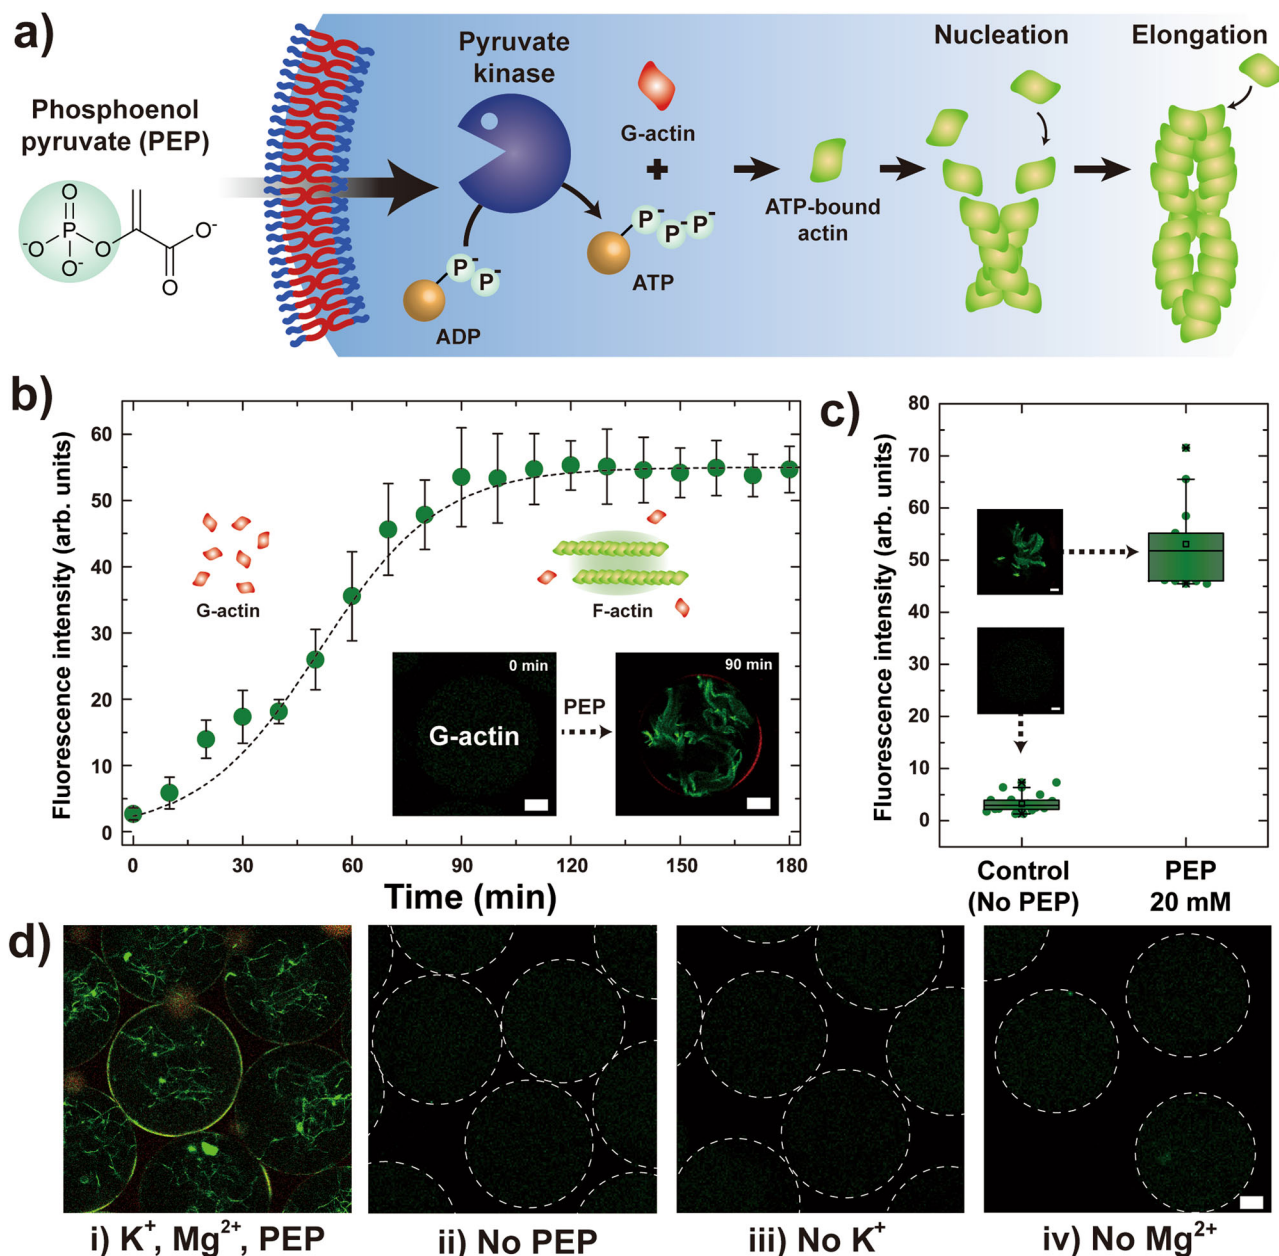 a)
Phosphoenol
pyruvate (PEP)
O
-O
P
O
O-
O-
O
Pyruvate
kinase
P-
P-
ADP
G-actin
+
P-
P-
P-
ATP
ATP-bound
actin
Nucleation
Elongation
b)
Fluorescence intensity (arb. units)
60
50
40
30
20
10
0
G-actin
F-actin
0 min
G-actin
PEP
90 min
0
30
60
90
120
150
180
Time (min)
c)
Fluorescence intensity (arb. units)
80
70
60
50
40
30
20
10
0
Control
(No PEP)
PEP
20 mM
d)
i) K⁺, Mg²⁺, PEP
ii) No PEP
iii) No K⁺
iv) No Mg²⁺